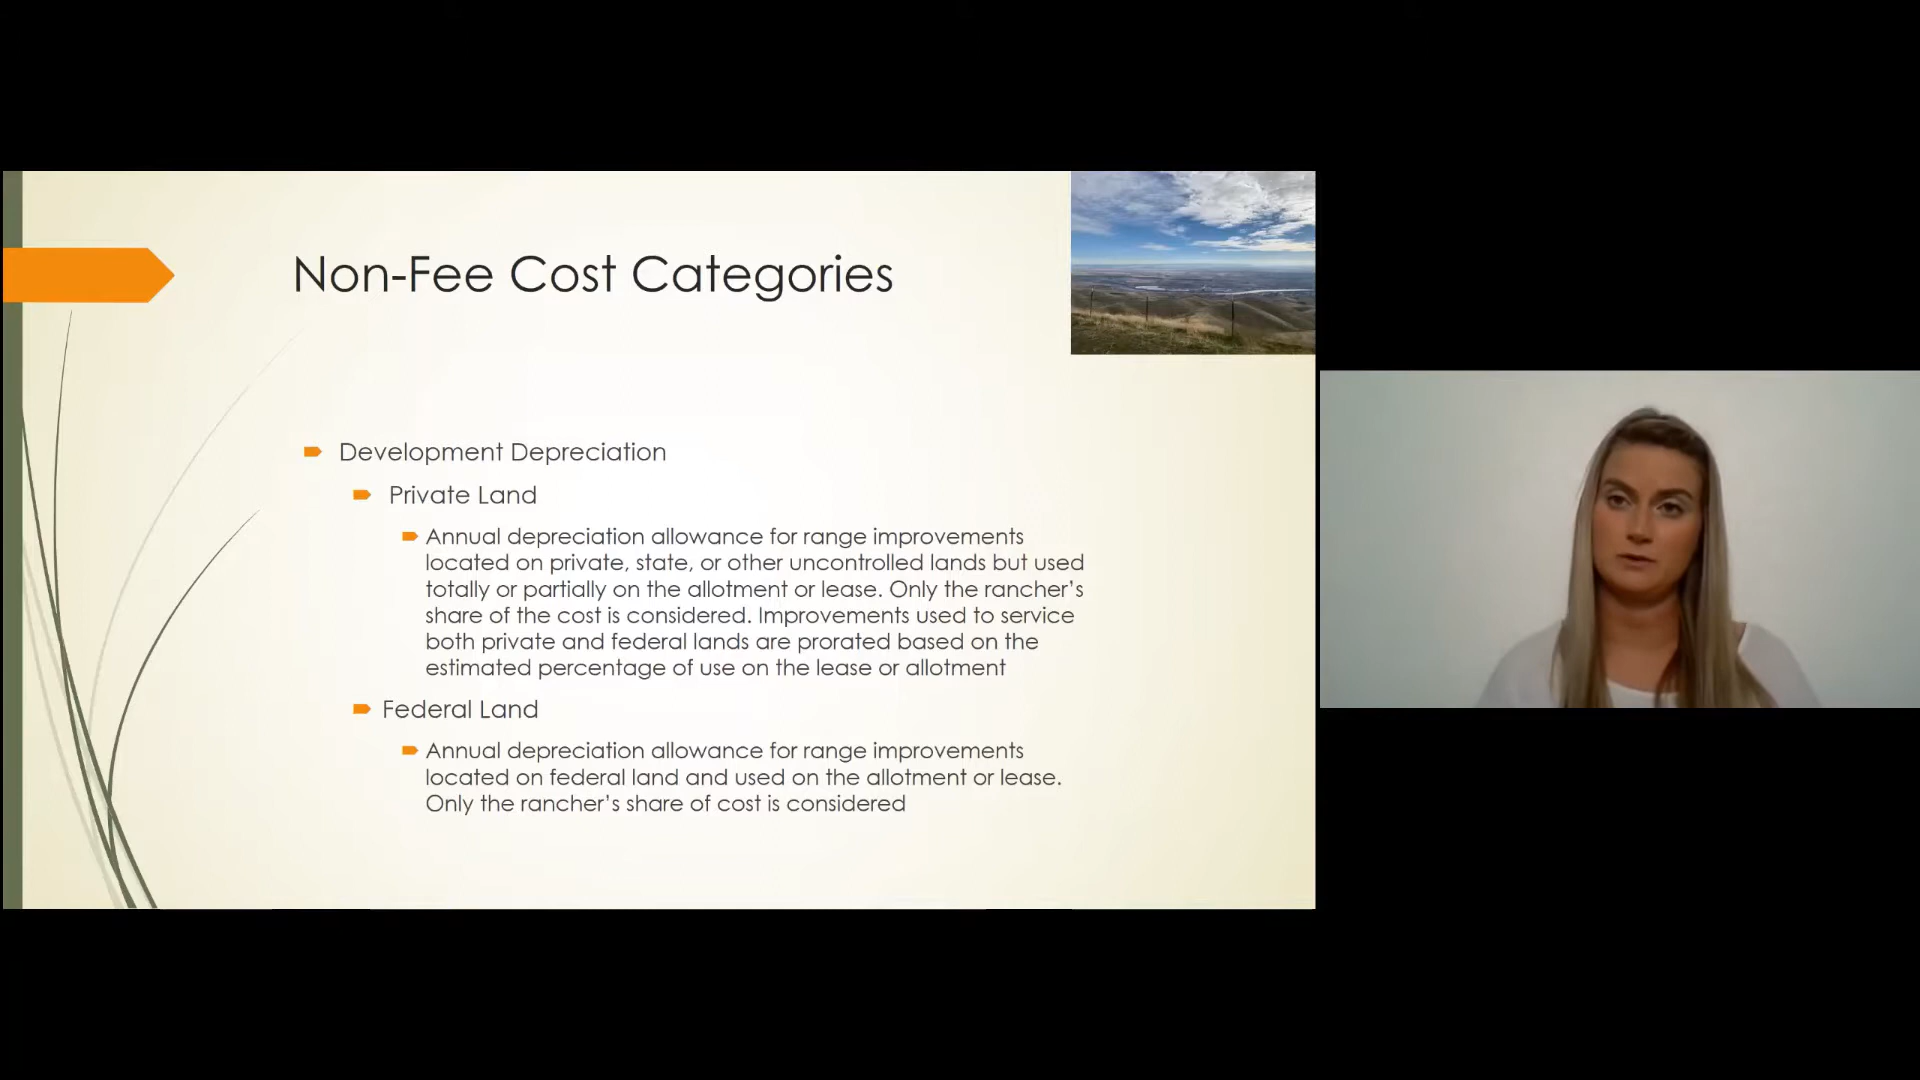 Non-Fee Cost Categories
Development Depreciation
Private Land
Annual depreciation allowance for range improvements
located on private, state, or other uncontrolled lands but used
totally or partially on the allotment or lease. Only the rancher’s
share of the cost is considered. Improvements used to service
both private and federal lands are prorated based on the
estimated percentage of use on the lease or allotment
Federal Land
Annual depreciation allowance for range improvements
located on federal land and used on the allotment or lease.
Only the rancher’s share of cost is considered